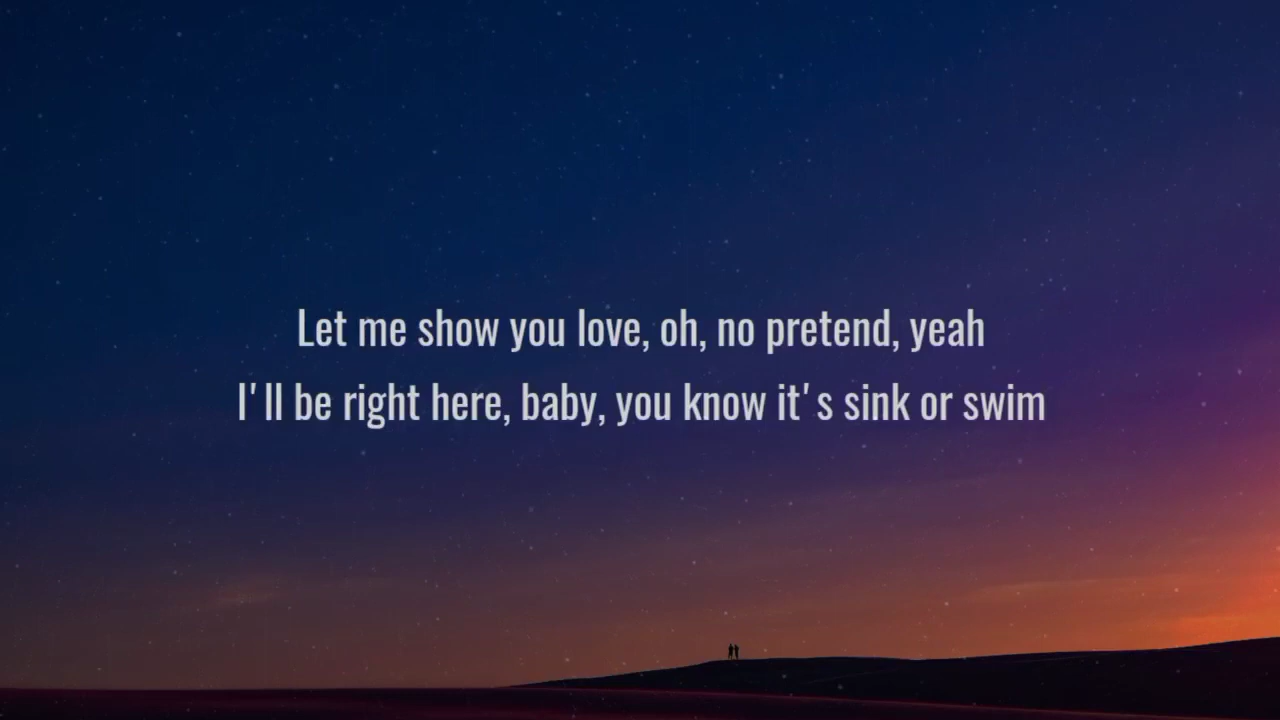 Let me show you love, oh, no pretend, yeah
I'll be right here, baby, you know it's sink or swim